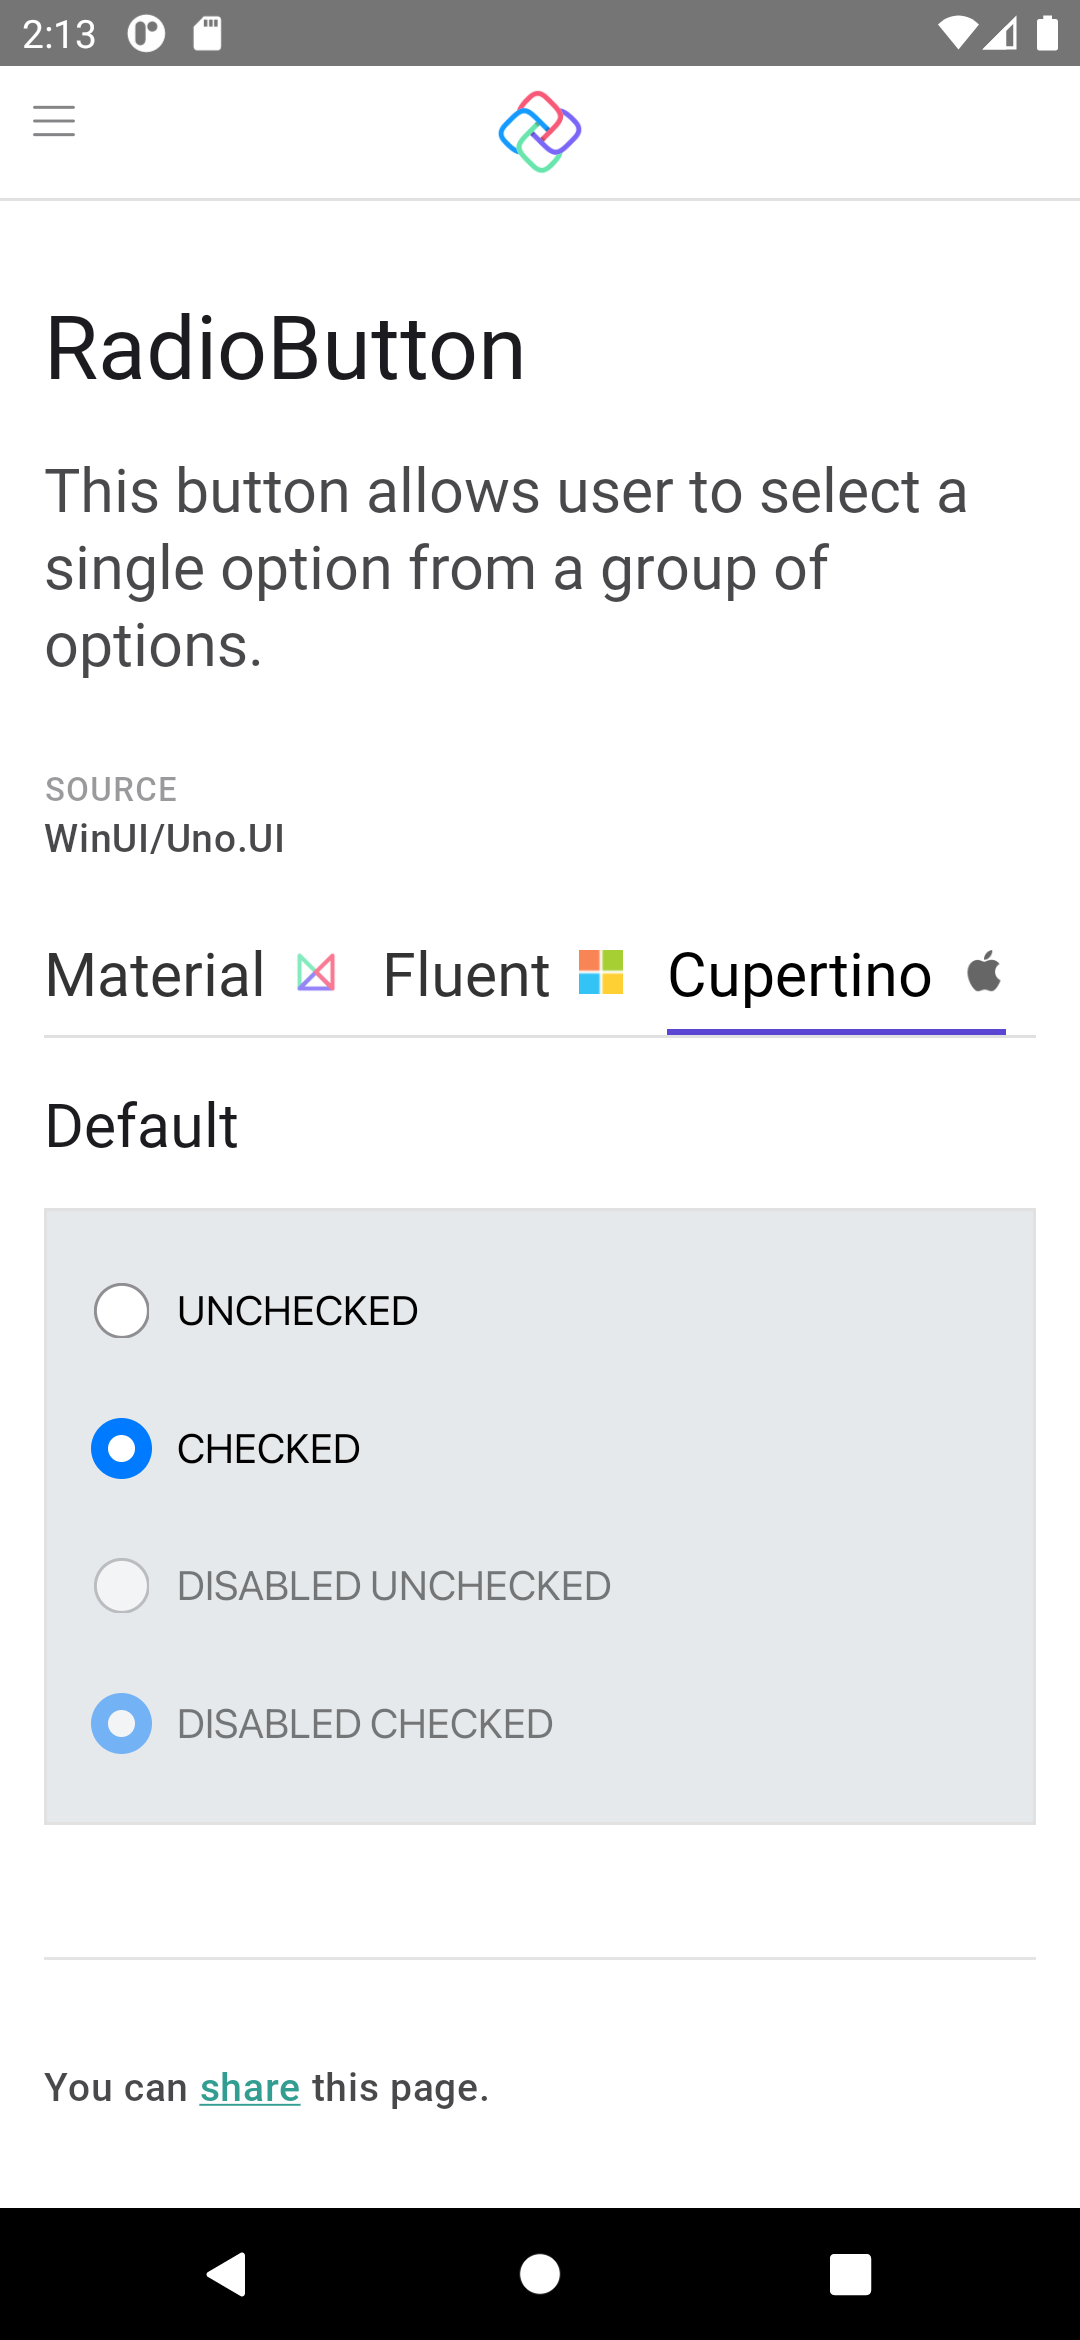 2:13
RadioButton
This button allows user to select a
single option from a group of
options.
SOURCE
WinUI/Uno.UI
Material Fluent Cupertino
Default
UNCHECKED
CHECKED
DISABLED UNCHECKED
DISABLED CHECKED
You can share this page.